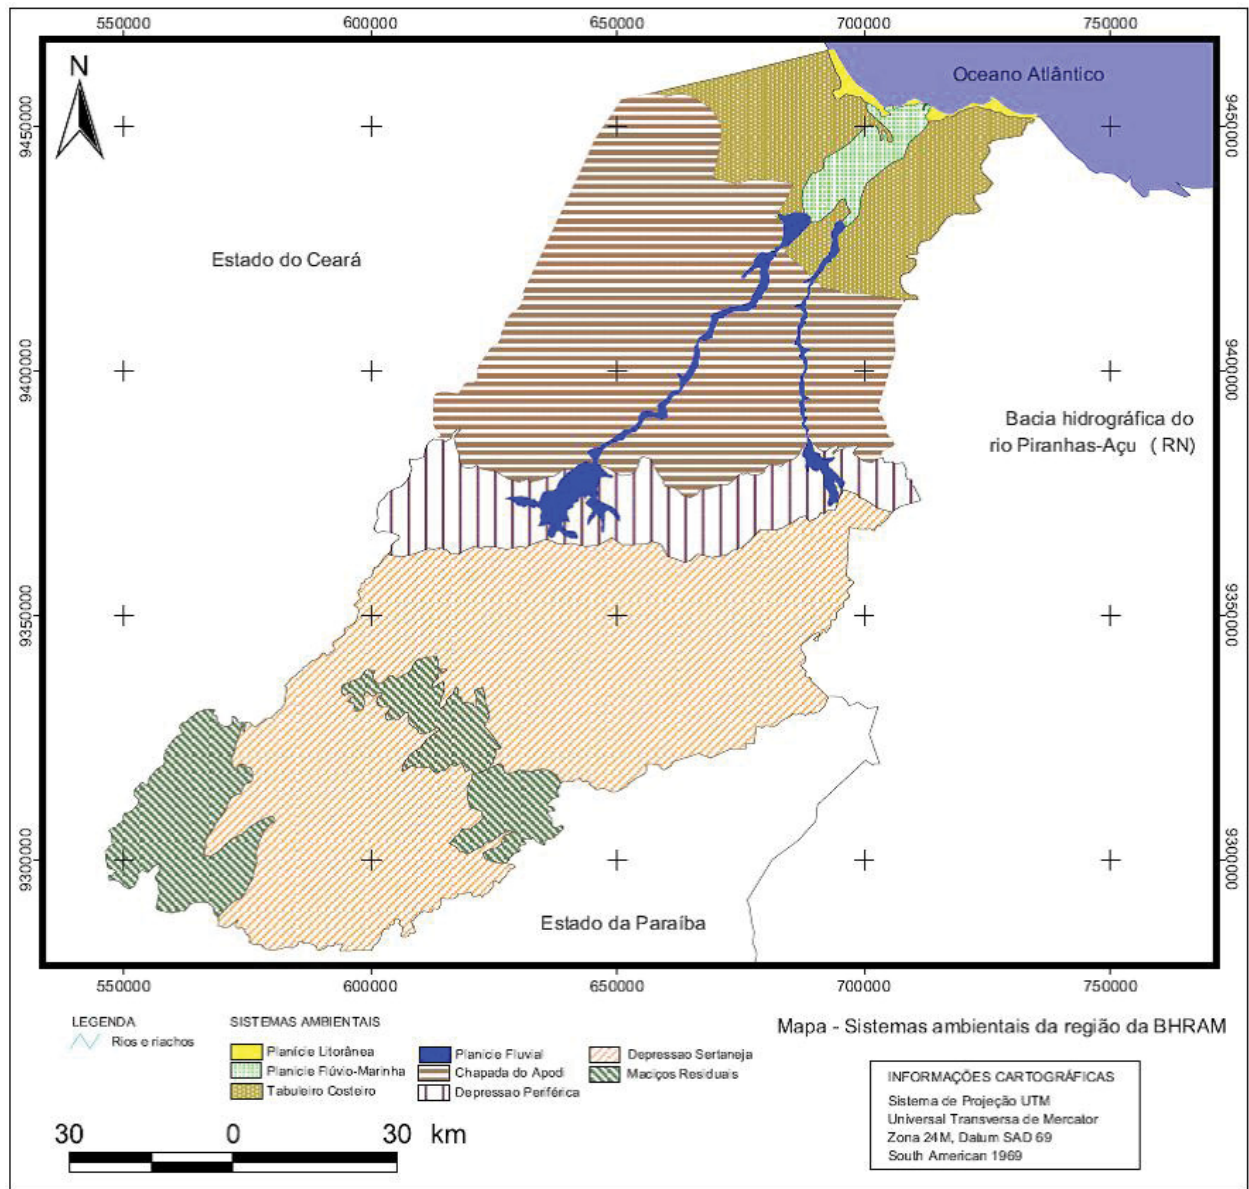 550000 600000 650000 700000 750000
N
Oceano Atlântico
9450000 9450000
Estado do Ceará
9400000 9400000
Bacia hidrográfica do
rio Piranhas-Açu ( RN)
9350000 9350000
9300000 9300000
Estado da Paraíba
550000 600000 650000 700000 750000
LEGENDA
Rios e riachos
SISTEMAS AMBIENTAIS
Planície Litorânea
Planície Flúvio-Marinha
Tabuleiro Costeiro
Planície Fluvial
Chapada do Apodi
Depressao Periférica
Depressao Sertaneja
Maciços Residuais
Mapa - Sistemas ambientais da região da BHRAM
INFORMAÇÕES CARTOGRÁFICAS
Sistema de Projeção UTM
Universal Transversa de Mercator
Zona 24M, Datum SAD 69
South American 1969
30 0 30 km